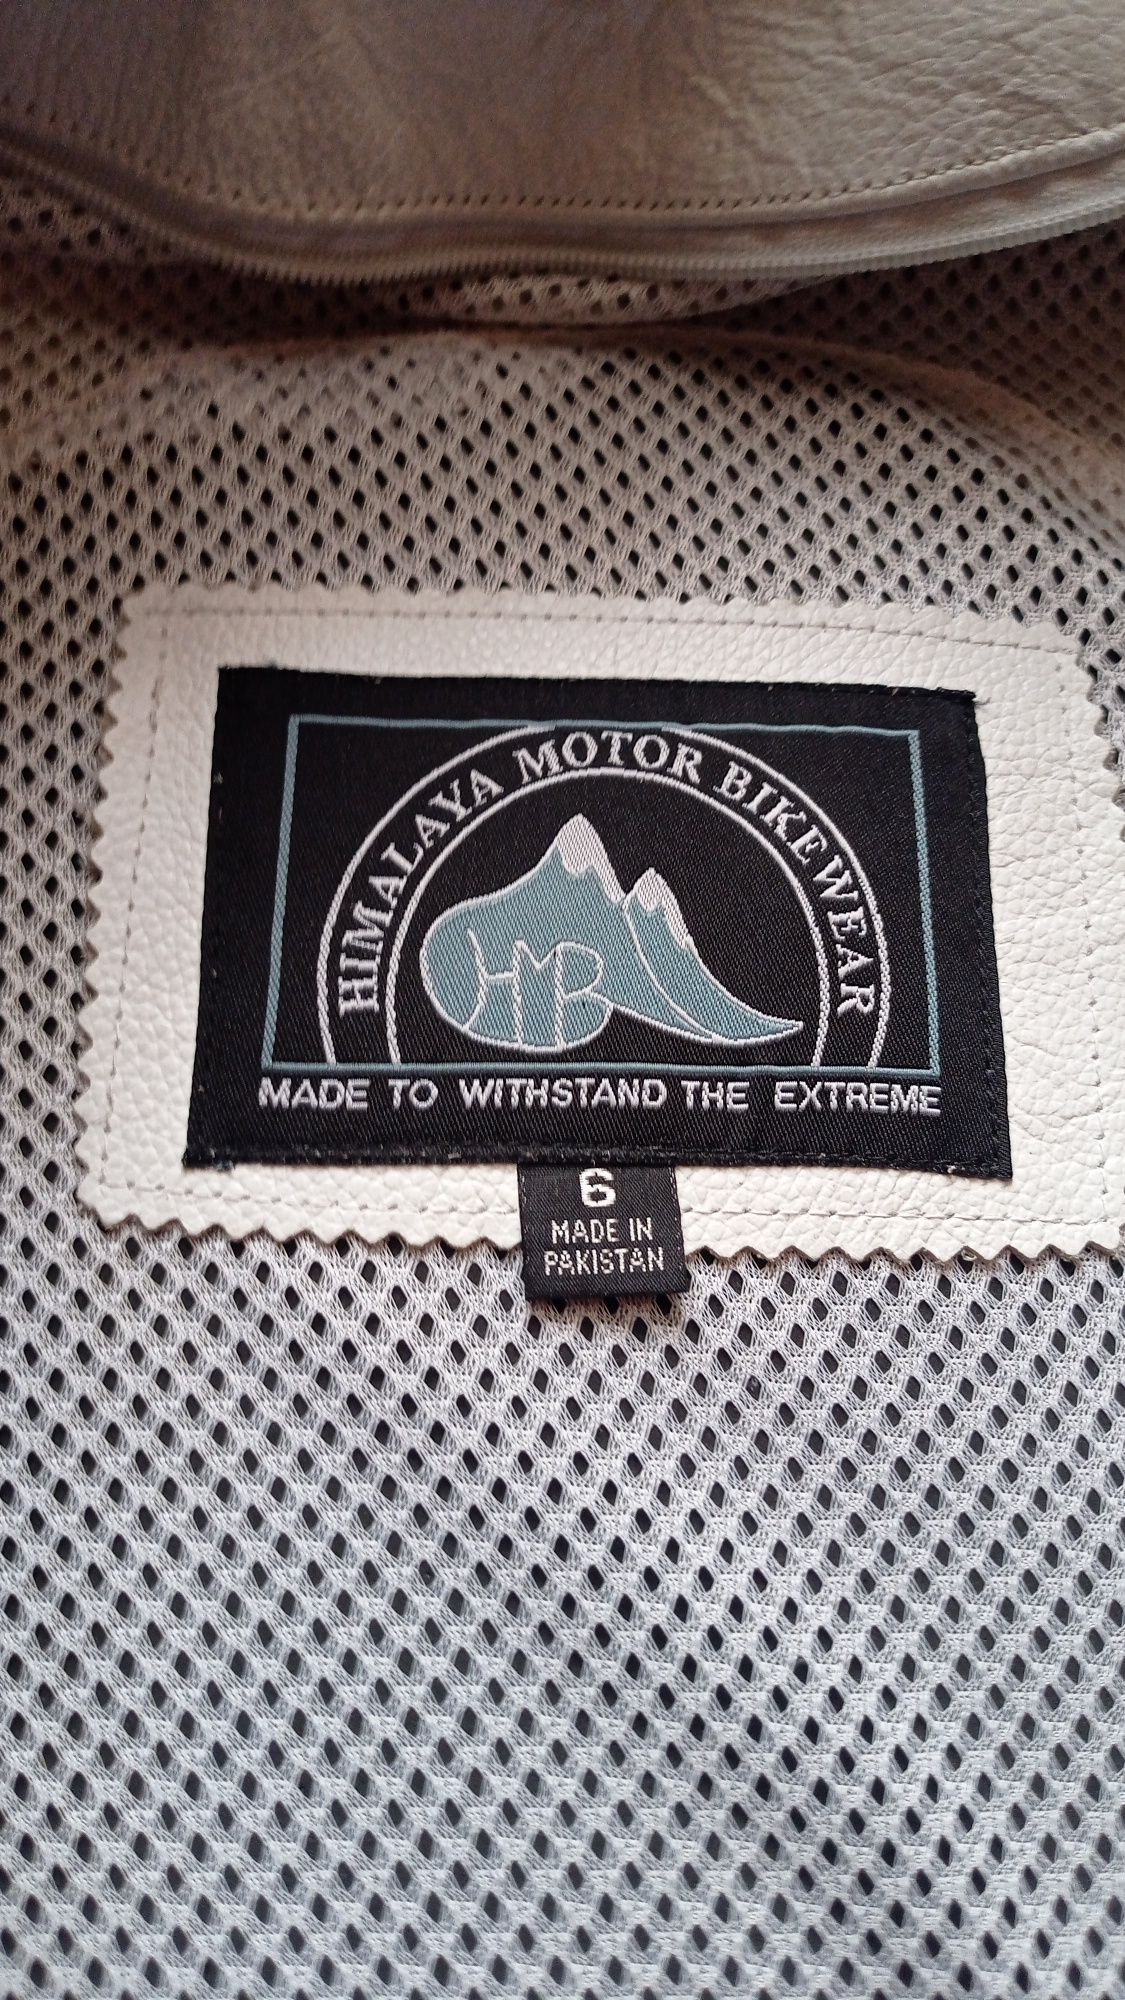 HIMALAYA MOTOR BIKEWEAR
HMB
MADE TO WITHSTAND THE EXTREME
6
MADE IN
PAKISTAN